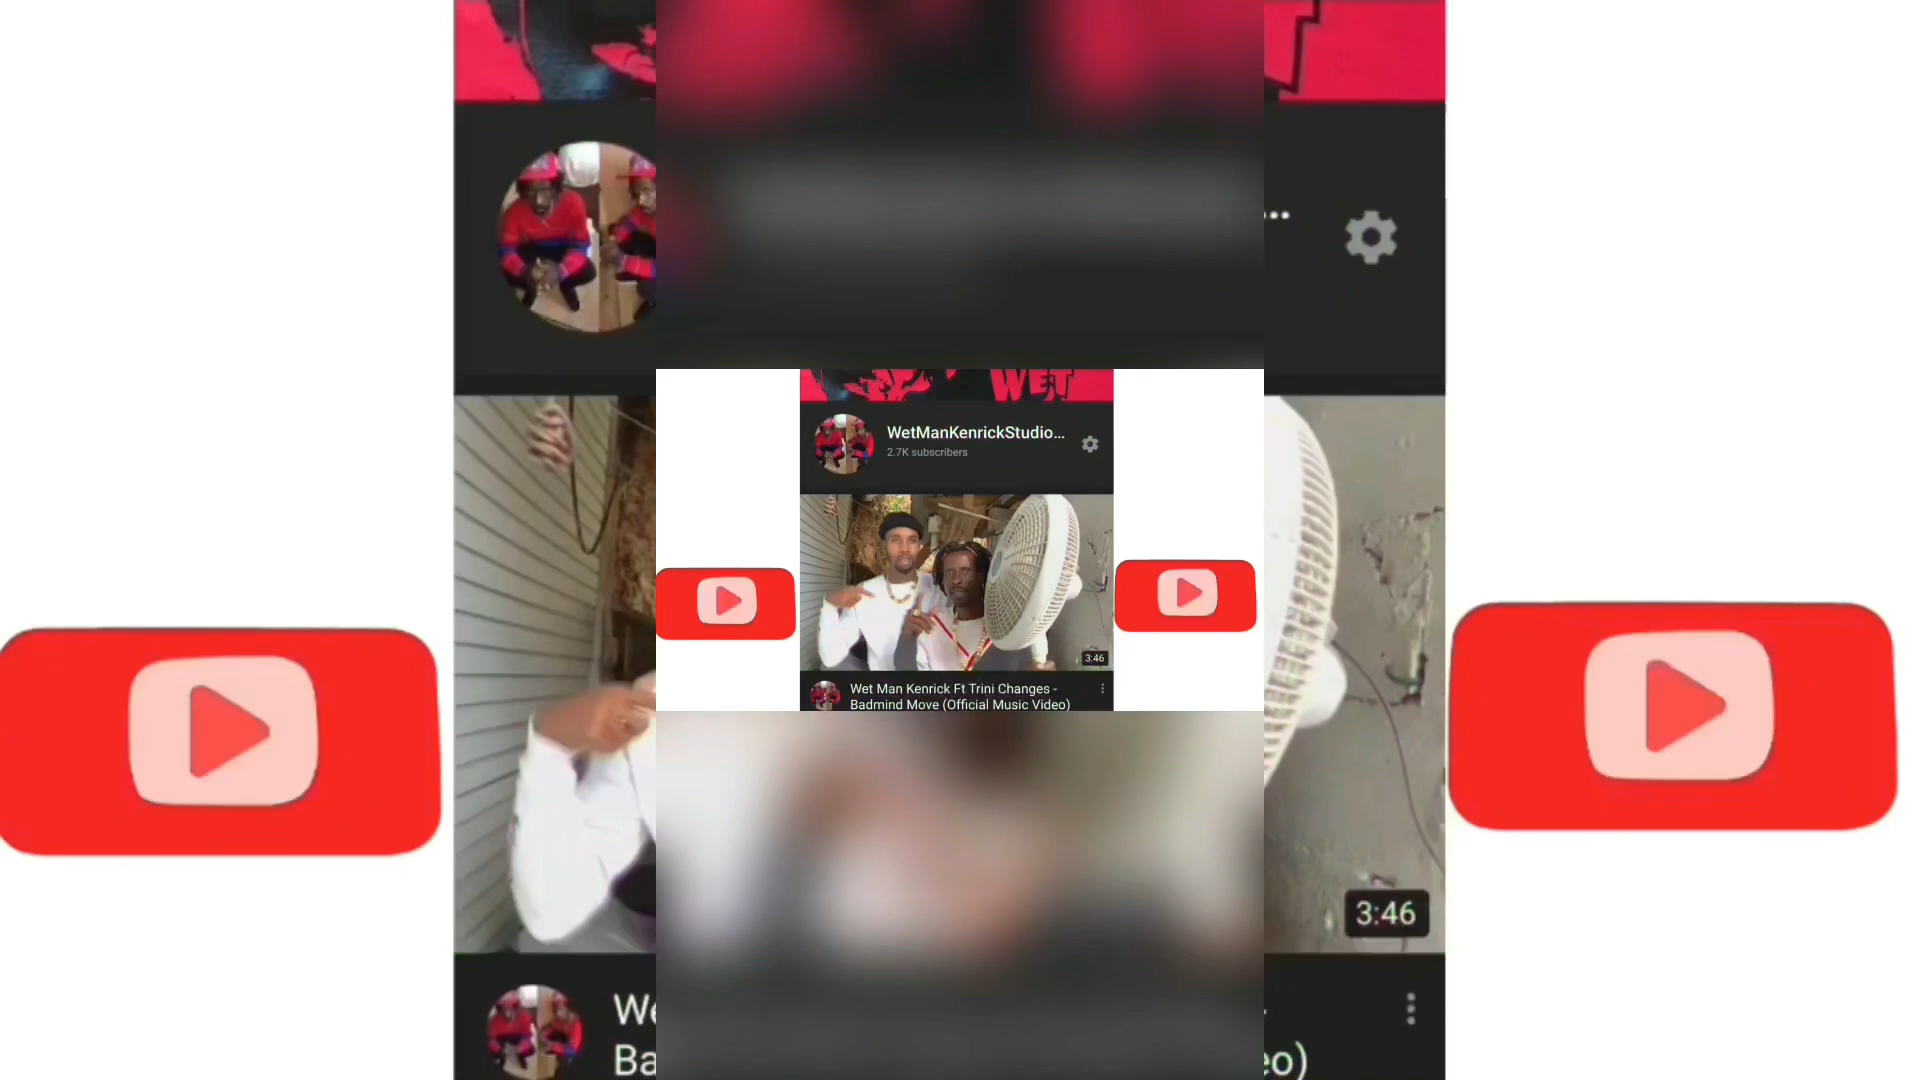 ...
WET
WetManKenrickStudio...
2.7K subscribers
3:46
Wet Man Kenrick Ft Trini Changes -
Badmind Move (Official Music Video)
3:46
We
Ba
eo)